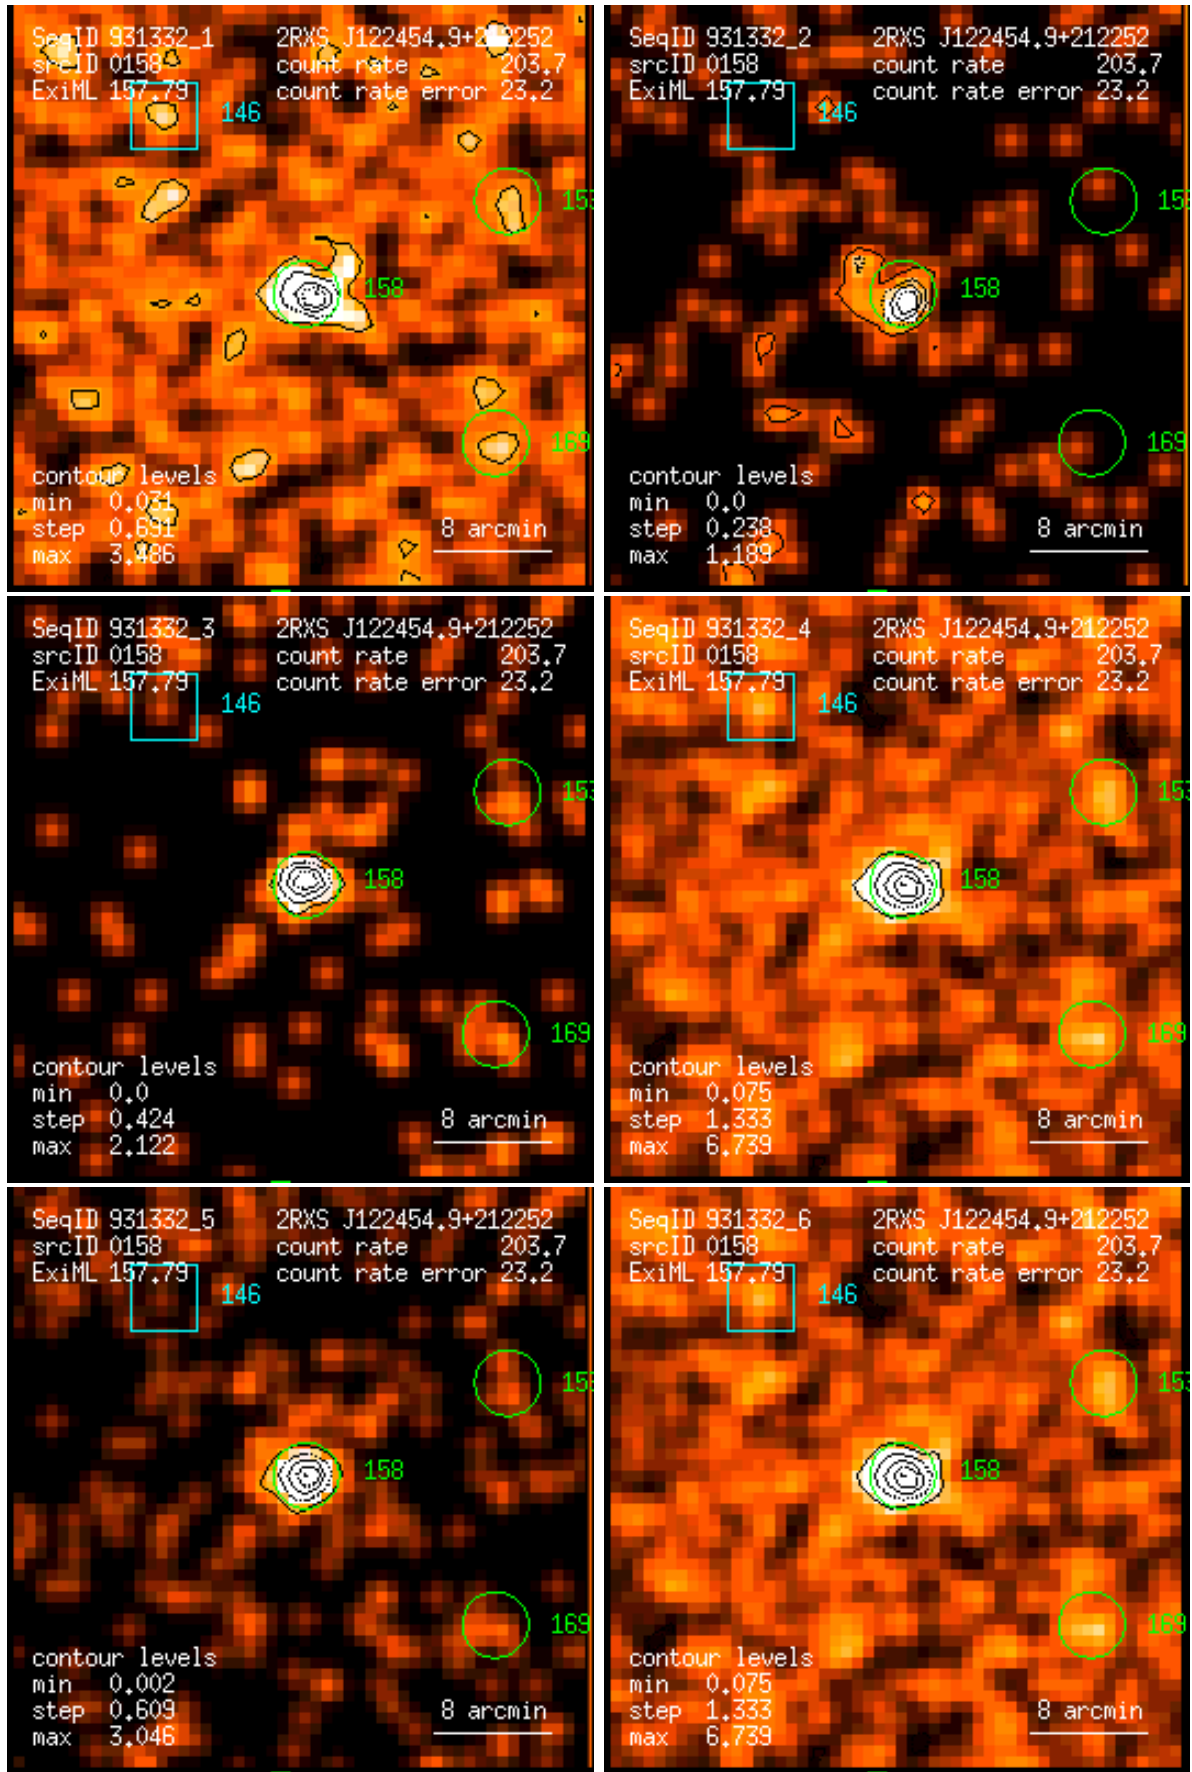 SeqID 931332_1 2RXS J122454.9+212252
srcID 0158 count rate 203.7
ExiML 157.79 count rate error 23.2
146
153
158
169
contour levels
min 0.031
step 0.691
max 3.486
8 arcmin
SeqID 931332_2 2RXS J122454.9+212252
srcID 0158 count rate 203.7
ExiML 157.79 count rate error 23.2
146
153
158
169
contour levels
min 0.0
step 0.238
max 1.189
8 arcmin
SeqID 931332_3 2RXS J122454.9+212252
srcID 0158 count rate 203.7
ExiML 157.79 count rate error 23.2
146
153
158
169
contour levels
min 0.0
step 0.424
max 2.122
8 arcmin
SeqID 931332_4 2RXS J122454.9+212252
srcID 0158 count rate 203.7
ExiML 157.79 count rate error 23.2
146
153
158
169
contour levels
min 0.075
step 1.333
max 6.739
8 arcmin
SeqID 931332_5 2RXS J122454.9+212252
srcID 0158 count rate 203.7
ExiML 157.79 count rate error 23.2
146
153
158
169
contour levels
min 0.002
step 0.609
max 3.046
8 arcmin
SeqID 931332_6 2RXS J122454.9+212252
srcID 0158 count rate 203.7
ExiML 157.79 count rate error 23.2
146
153
158
169
contour levels
min 0.075
step 1.333
max 6.739
8 arcmin